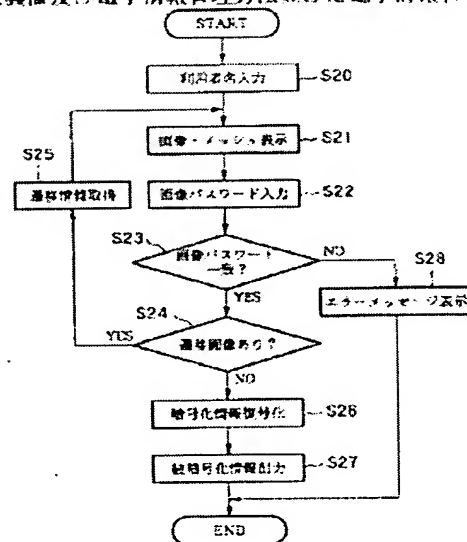 START
利用者名入力
S20
画像・メッシュ表示
S21
S25
遷移情報取得
画像パスワード入力
S22
S23
画像パスワード
一致?
NO
S28
エラーメッセージ表示
YES
S24
YES
遷移画像あり?
NO
暗号化情報復号化
S26
被暗号化情報出力
S27
END